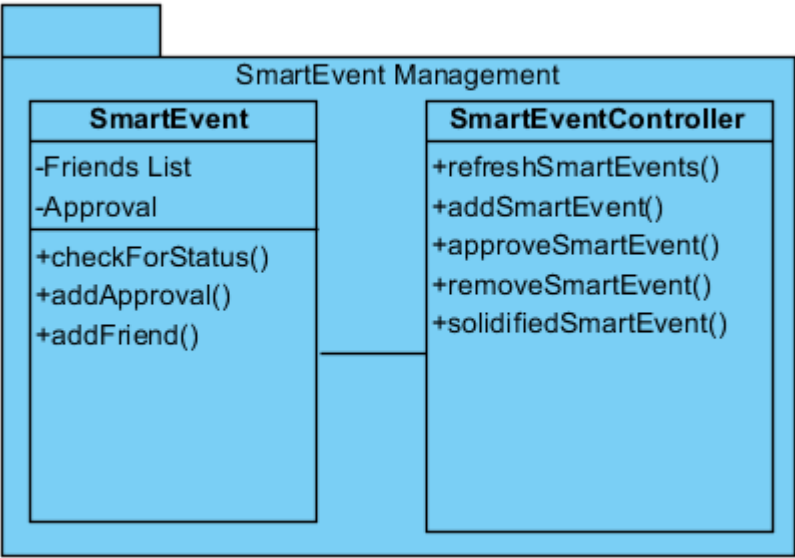 SmartEvent Management
SmartEvent
-Friends List
-Approval
+checkForStatus()
+addApproval()
+addFriend()
SmartEventController
+refreshSmartEvents()
+addSmartEvent()
+approveSmartEvent()
+removeSmartEvent()
+solidifiedSmartEvent()